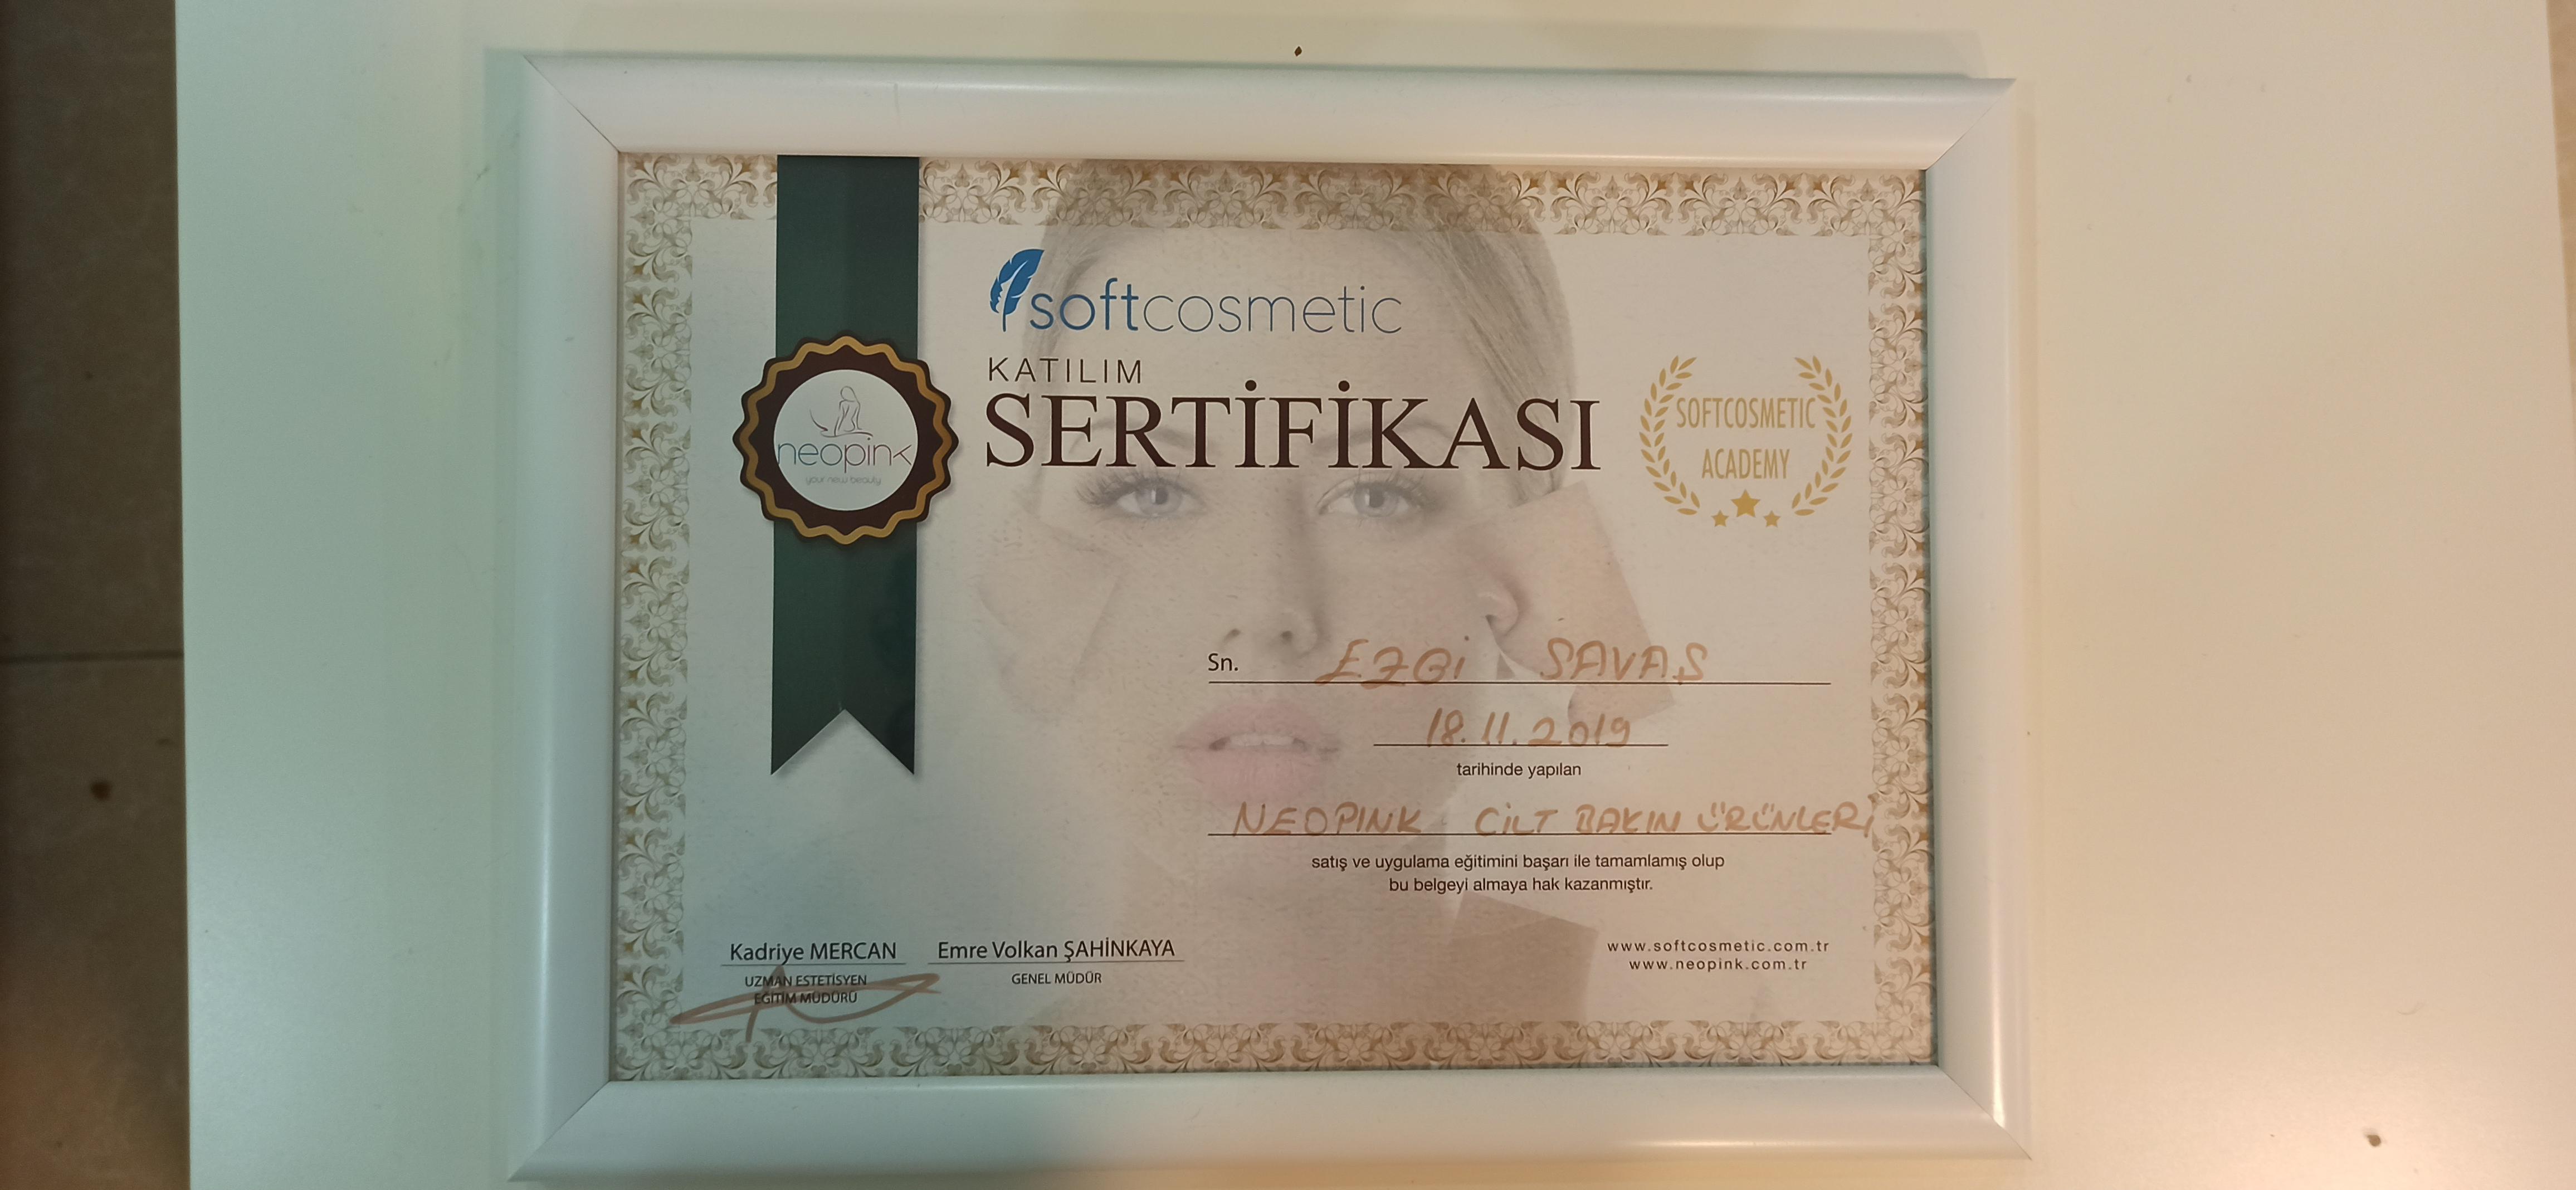 softcosmetic
KATILIM
SERTİFİKASI
neopink
your new beauty
SOFTCOSMETIC
ACADEMY
Sn. EZGİ SAVAŞ
18.11.2019
tarihinde yapılan
NEOPINK CİLT BAKIN ÜRÜNLERİ
satış ve uygulama eğitimini başarı ile tamamlamış olup
bu belgeyi almaya hak kazanmıştır.
Kadriye MERCAN
UZMAN ESTETİSYEN
EĞİTİM MÜDÜRÜ
Emre Volkan ŞAHİNKAYA
GENEL MÜDÜR
www.softcosmetic.com.tr
www.neopink.com.tr